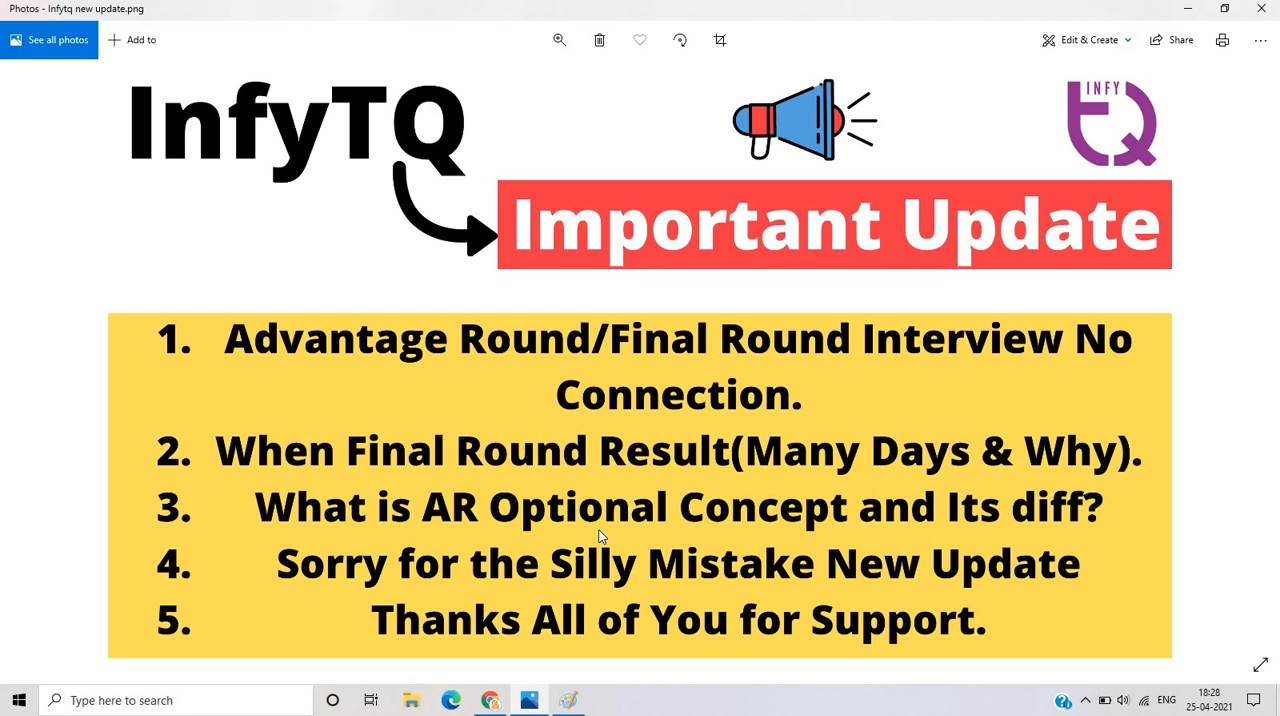 Photos - Infytq new update.png
See all photos
Add to
Edit & Create
Share
InfyTQ
INFY
TQ
Important Update
1. Advantage Round/Final Round Interview No
Connection.
2. When Final Round Result(Many Days & Why).
3. What is AR Optional Concept and Its diff?
4. Sorry for the Silly Mistake New Update
5. Thanks All of You for Support.
Type here to search
ENG
18:28
25-04-2021